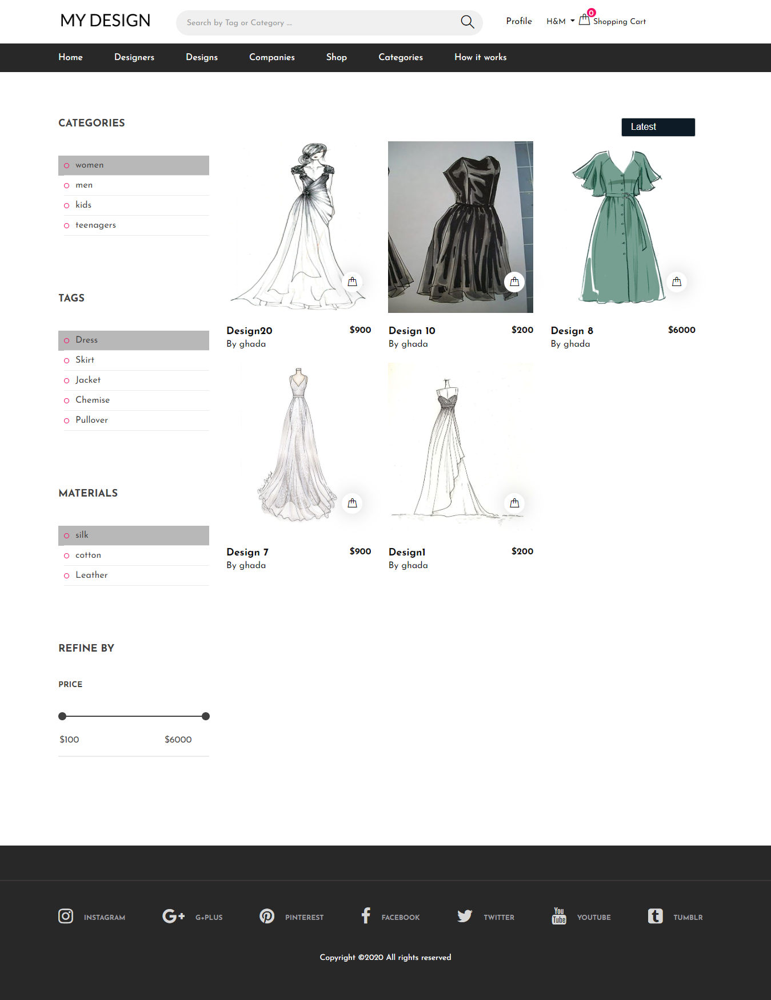 MY DESIGN
Search by Tag or Category ....
Profile
H&M
0
Shopping Cart
Home
Designers
Designs
Companies
Shop
Categories
How it works
CATEGORIES
women
men
kids
teenagers
TAGS
Dress
Skirt
Jacket
Chemise
Pullover
MATERIALS
silk
cotton
Leather
REFINE BY
PRICE
$100
$6000
Latest
Design20
$900
By ghada
Design 10
$200
By ghada
Design 8
$6000
By ghada
Design 7
$900
By ghada
Design1
$200
By ghada
INSTAGRAM
G+PLUS
PINTEREST
FACEBOOK
TWITTER
You
Tube
YOUTUBE
TUMBLR
Copyright ©2020 All rights reserved